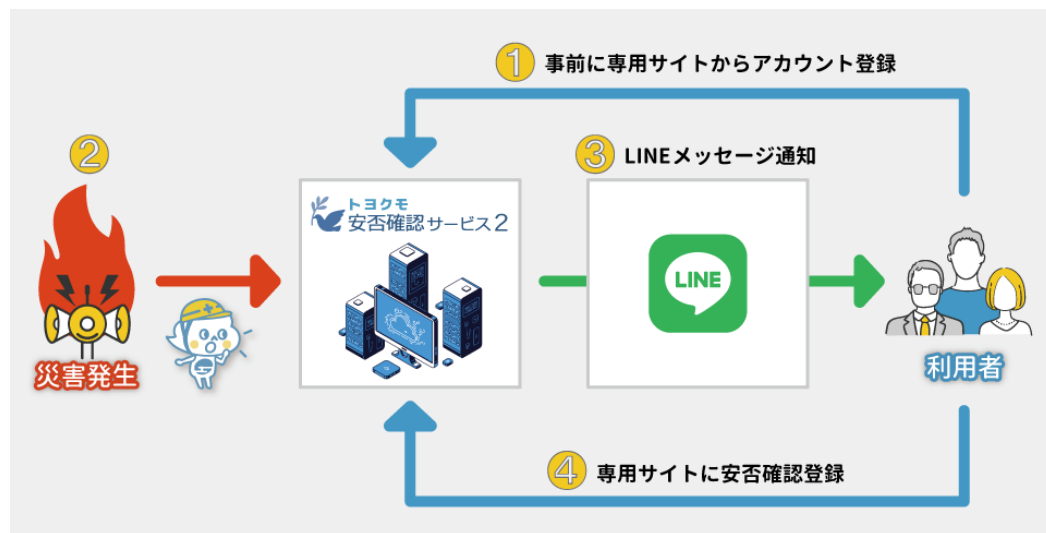 ① 事前に専用サイトからアカウント登録
②
③ LINEメッセージ通知
トヨクモ
安否確認サービス2
LINE
災害発生
利用者
④ 専用サイトに安否確認登録